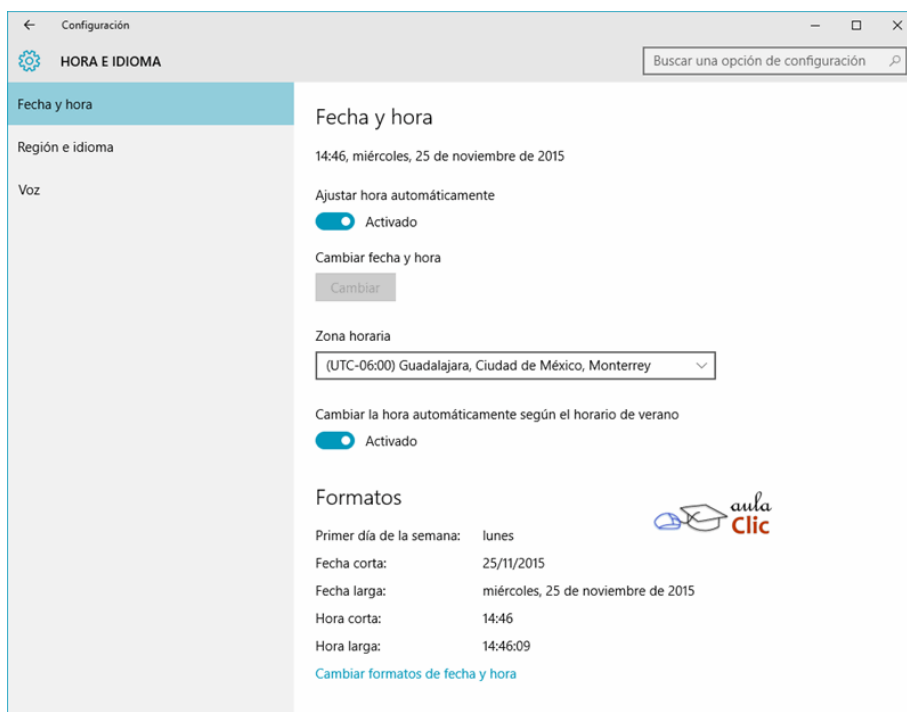 Configuración
HORA E IDIOMA
Buscar una opción de configuración
Fecha y hora
Región e idioma
Voz
Fecha y hora
14:46, miércoles, 25 de noviembre de 2015
Ajustar hora automáticamente
Activado
Cambiar fecha y hora
Cambiar
Zona horaria
(UTC-06:00) Guadalajara, Ciudad de México, Monterrey
Cambiar la hora automáticamente según el horario de verano
Activado
Formatos
aula
Clic
Primer día de la semana: lunes
Fecha corta: 25/11/2015
Fecha larga: miércoles, 25 de noviembre de 2015
Hora corta: 14:46
Hora larga: 14:46:09
Cambiar formatos de fecha y hora